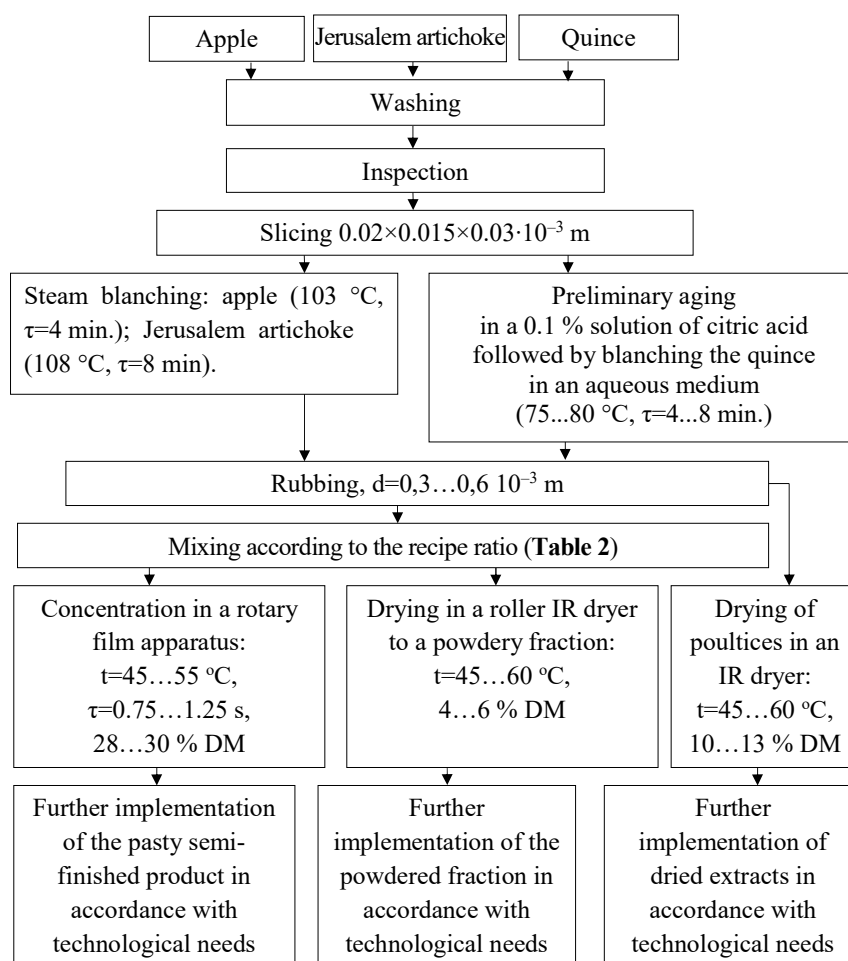 Apple
Jerusalem artichoke
Quince
Washing
Inspection
Slicing 0.02×0.015×0.03·10⁻³ m
Steam blanching: apple (103 °C,
τ=4 min.); Jerusalem artichoke
(108 °C, τ=8 min).
Preliminary aging
in a 0.1 % solution of citric acid
followed by blanching the quince
in an aqueous medium
(75...80 °C, τ=4...8 min.)
Rubbing, d=0,3…0,6 10⁻³ m
Mixing according to the recipe ratio (Table 2)
Concentration in a rotary
film apparatus:
t=45…55 °C,
τ=0.75…1.25 s,
28…30 % DM
Drying in a roller IR dryer
to a powdery fraction:
t=45…60 °C,
4…6 % DM
Drying of
poultices in an
IR dryer:
t=45…60 °C,
10…13 % DM
Further implementation
of the pasty semi-
finished product in
accordance with
technological needs
Further
implementation of the
powdered fraction in
accordance with
technological needs
Further
implementation of
dried extracts in
accordance with
technological needs